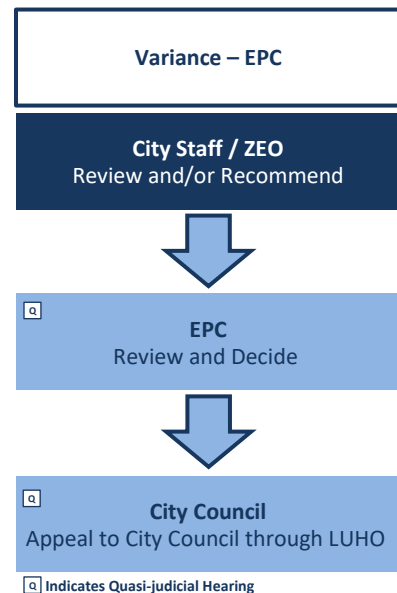 Variance – EPC
City Staff / ZEO
Review and/or Recommend
Q
EPC
Review and Decide
Q
City Council
Appeal to City Council through LUHO
Q Indicates Quasi-judicial Hearing